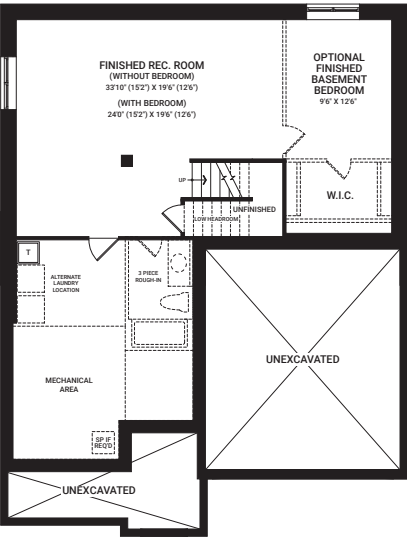 FINISHED REC. ROOM
(WITHOUT BEDROOM)
33'10" (15'2") X 19'6" (12'6")
(WITH BEDROOM)
24'0" (15'2") X 19'6" (12'6")
OPTIONAL
FINISHED
BASEMENT
BEDROOM
9'6" X 12'6"
UP
W.I.C.
UNFINISHED
LOW HEADROOM
T
ALTERNATE
LAUNDRY
LOCATION
3 PIECE
ROUGH-IN
UNEXCAVATED
MECHANICAL
AREA
SP IF
REQ'D
UNEXCAVATED